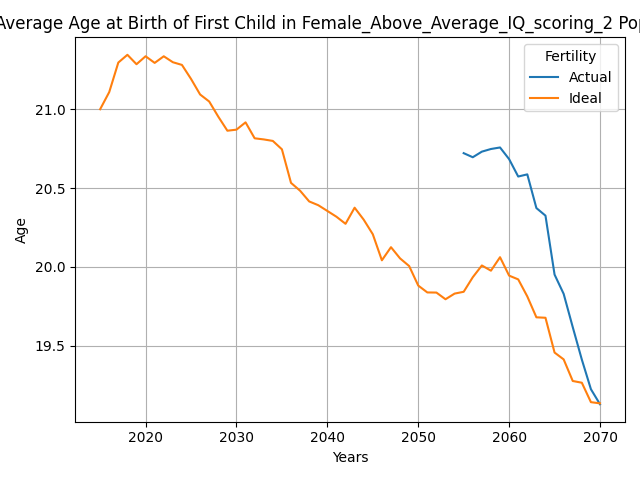 Average Age at Birth of First Child in Female_Above_Average_IQ_scoring_2 Pop
Fertility
Actual
Ideal
21.0
20.5
20.0
19.5
Age
2020 2030 2040 2050 2060 2070
Years